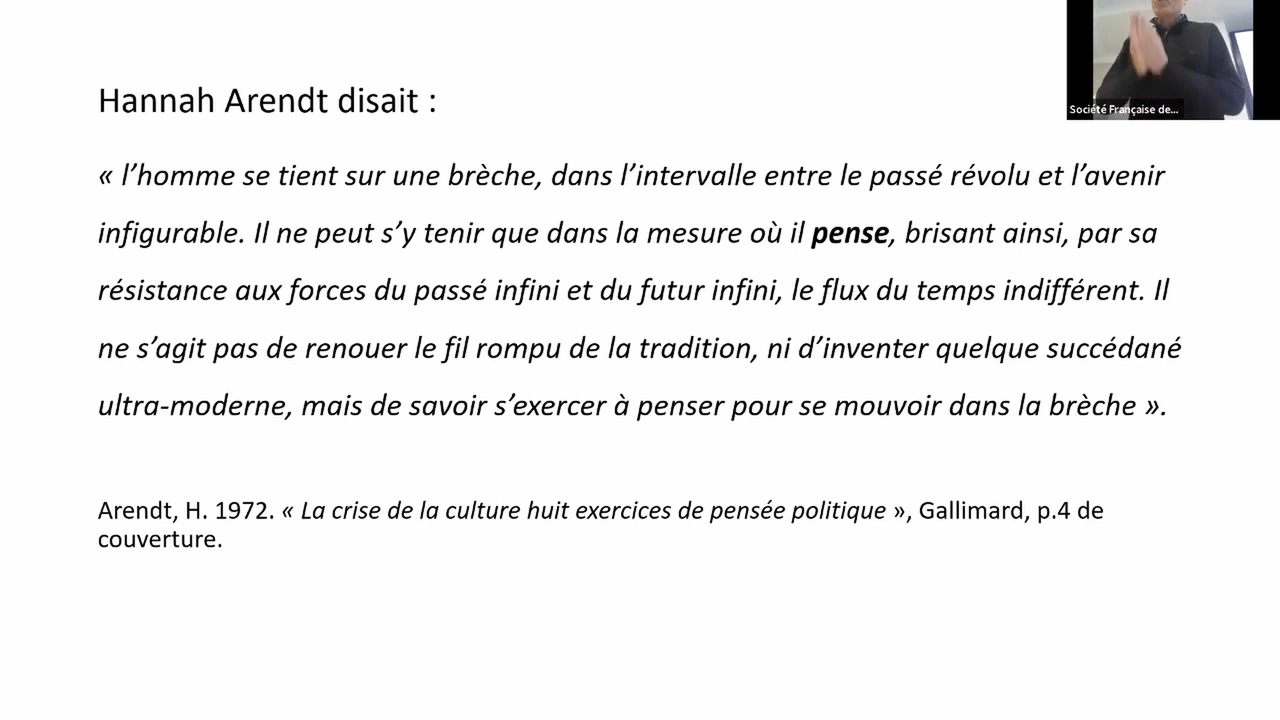 Société Française de...
Hannah Arendt disait :
« l’homme se tient sur une brèche, dans l’intervalle entre le passé révolu et l’avenir
infigurable. Il ne peut s’y tenir que dans la mesure où il pense, brisant ainsi, par sa
résistance aux forces du passé infini et du futur infini, le flux du temps indifférent. Il
ne s’agit pas de renouer le fil rompu de la tradition, ni d’inventer quelque succédané
ultra-moderne, mais de savoir s’exercer à penser pour se mouvoir dans la brèche ».
Arendt, H. 1972. « La crise de la culture huit exercices de pensée politique », Gallimard, p.4 de
couverture.